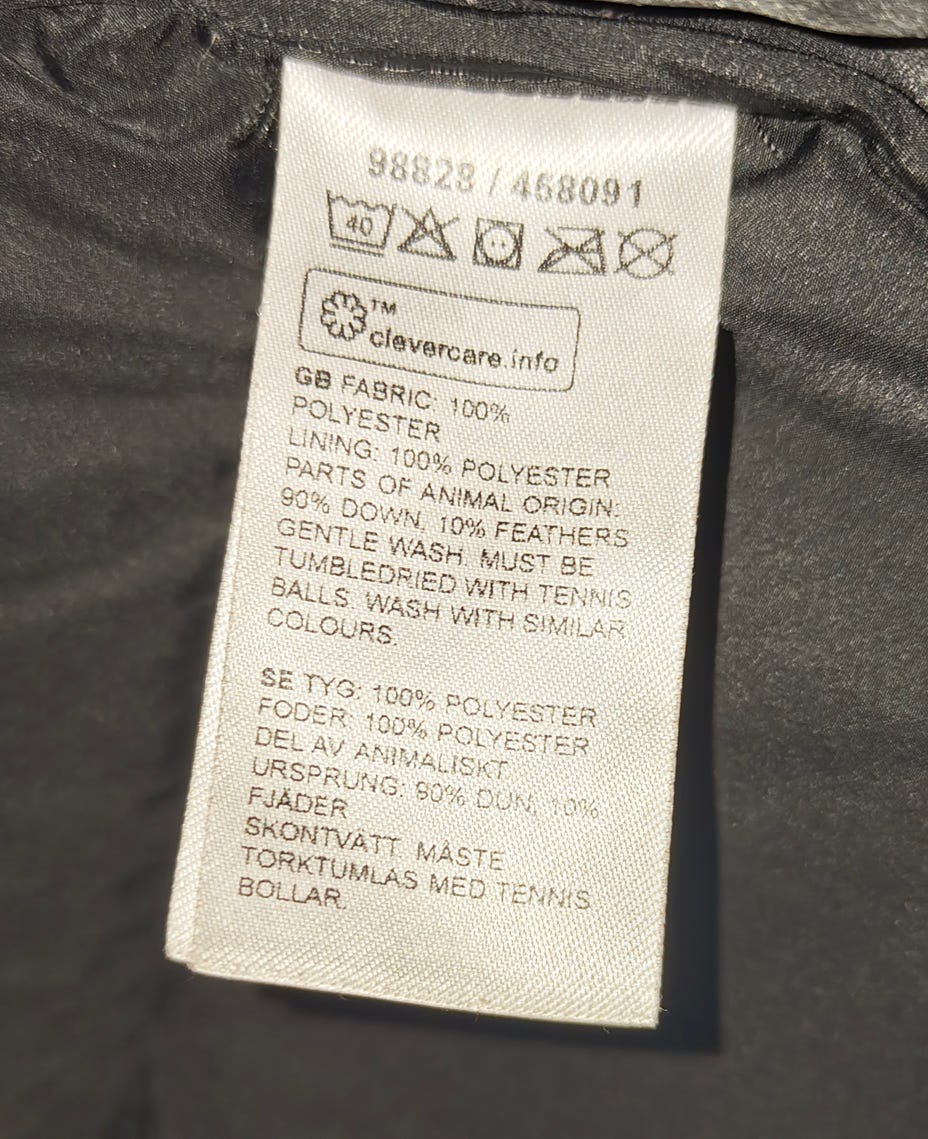 98828 / 458091
40
TM
clevercare.info
GB FABRIC: 100%
POLYESTER
LINING: 100% POLYESTER
PARTS OF ANIMAL ORIGIN:
90% DOWN, 10% FEATHERS
GENTLE WASH. MUST BE
TUMBLEDRIED WITH TENNIS
BALLS. WASH WITH SIMILAR
COLOURS.
SE TYG: 100% POLYESTER
FODER: 100% POLYESTER
DEL AV ANIMALISKT
URSPRUNG: 90% DUN, 10%
FJÄDER
SKONTVÄTT. MÅSTE
TORKTUMLAS MED TENNIS
BOLLAR.